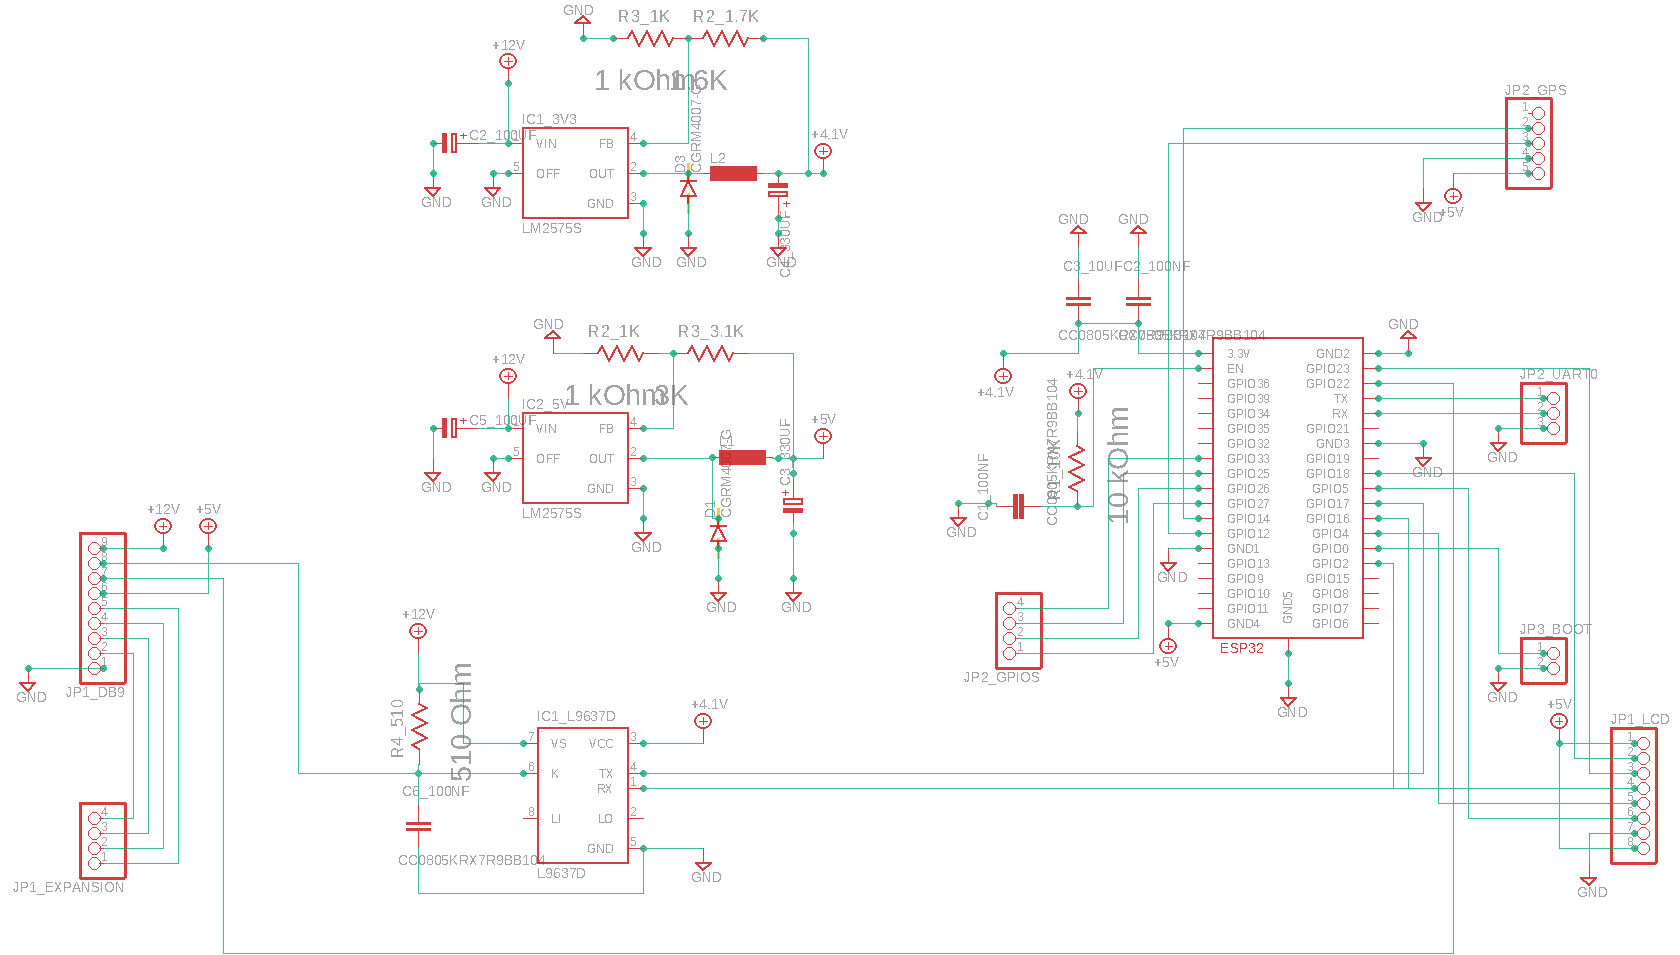 GND
R3_1K
R2_1.7K
+12V
1 kOhm
1.6K
IC1_3V3
+
C2_100UF
1
VIN
5
OFF
FB
4
OUT
2
GND
3
LM2575S
GND
GND
GND
D3
CGRM4007-G
GND
L2
+4.1V
+
C4_330UF
GND
GND
R2_1K
R3_3.1K
+12V
1 kOhm
3K
IC2_5V
+
C5_100UF
VIN
5
OFF
FB
4
OUT
2
GND
3
LM2575S
GND
GND
GND
D1
CGRM4007-G
GND
+5V
+
C3_330UF
GND
+12V
+5V
9
8
7
6
5
4
3
2
1
GND
JP1_DB9
4
3
2
1
JP1_EXPANSION
+12V
R4_510
510 Ohm
C6_100NF
CC0805KRX7R9BB104
IC1_L9637D
7
VS
6
K
8
LI
VCC
3
TX
4
RX
1
LO
2
GND
5
L9637D
+4.1V
GND
GND
GND
C3_10UF
C2_100NF
CC0805KRX7R9BB104
CC0805KRX7R9BB104
+4.1V
+4.1V
GND
C1_100NF
CC0805KRX7R9BB104
10 kOhm
4
3
2
1
JP2_GPIOS
3.3V
EN
GPIO36
GPIO39
GPIO34
GPIO35
GPIO32
GPIO33
GPIO25
GPIO26
GPIO27
GPIO14
GPIO12
GND1
GPIO13
GPIO9
GPIO10
GPIO11
GND4
GND2
GPIO23
GPIO22
TX
RX
GPIO21
GND3
GPIO19
GPIO18
GPIO5
GPIO17
GPIO16
GPIO4
GPIO0
GPIO2
GPIO15
GPIO8
GPIO7
GPIO6
GND5
ESP32
GND
+5V
GND
GND
GND
JP2_GPS
1
2
3
4
5
GND
+5V
JP2_UART0
1
2
3
GND
JP3_BOOT
1
2
GND
+5V
JP1_LCD
1
2
3
4
5
6
7
8
GND